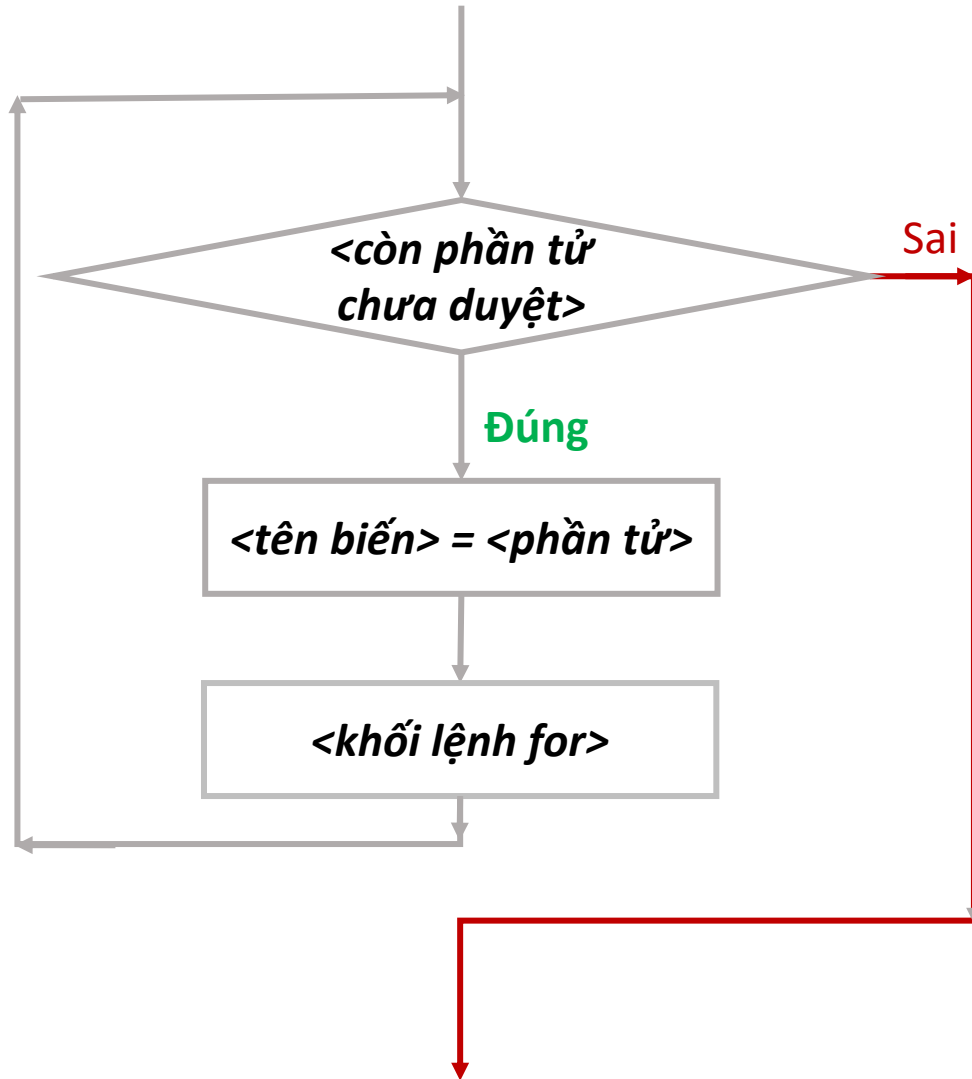 <còn phần tử
chưa duyệt>
Sai
Đúng
<tên biến> = <phần tử>
<khối lệnh for>